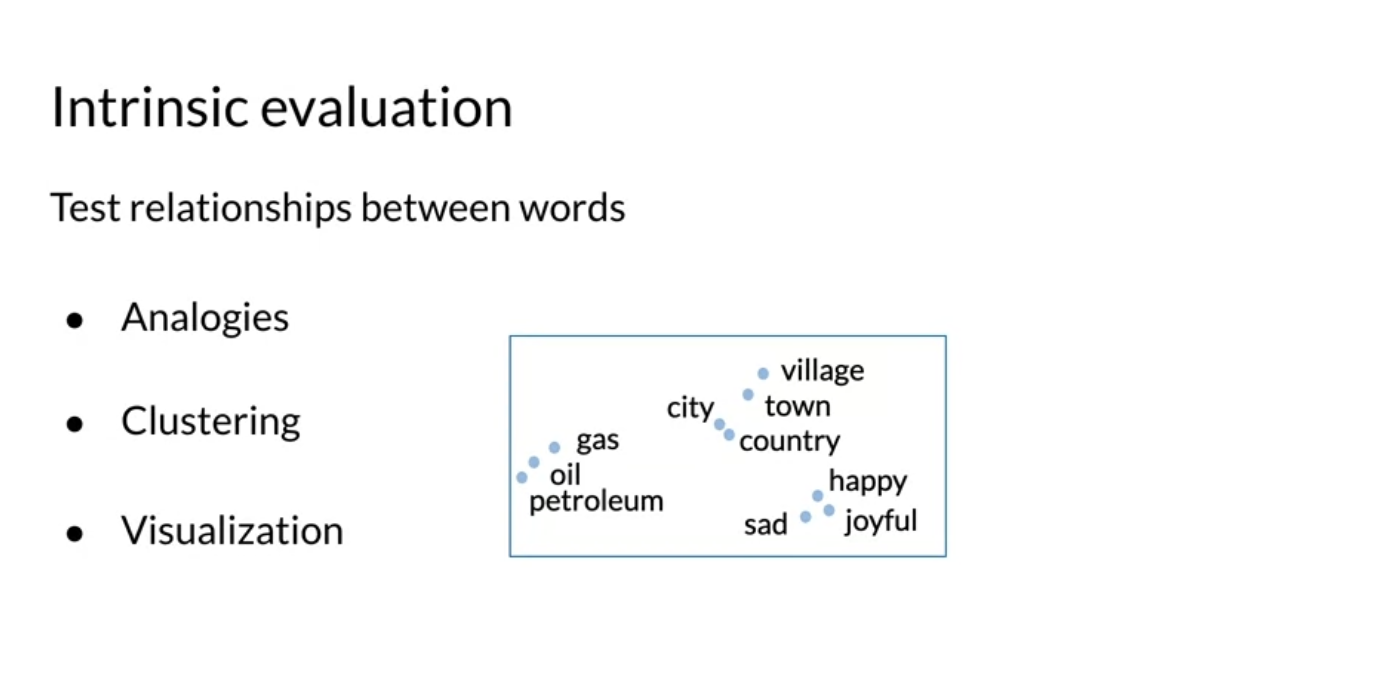 Intrinsic evaluation
Test relationships between words
● Analogies
● Clustering
● Visualization
village
city
town
country
gas
oil
petroleum
happy
sad
joyful